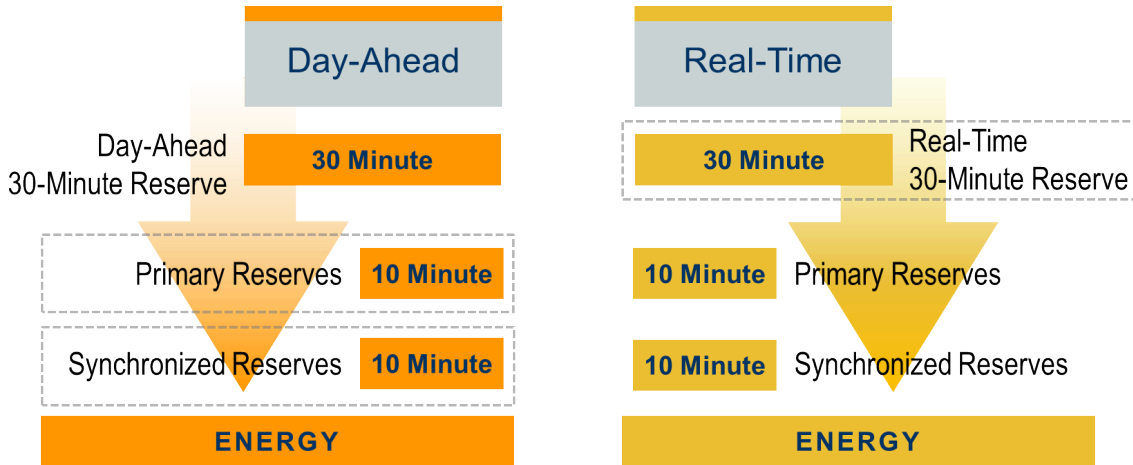 Day-Ahead
Day-Ahead
30-Minute Reserve
30 Minute
Primary Reserves
10 Minute
Synchronized Reserves
10 Minute
ENERGY
Real-Time
30 Minute
Real-Time
30-Minute Reserve
10 Minute
Primary Reserves
10 Minute
Synchronized Reserves
ENERGY